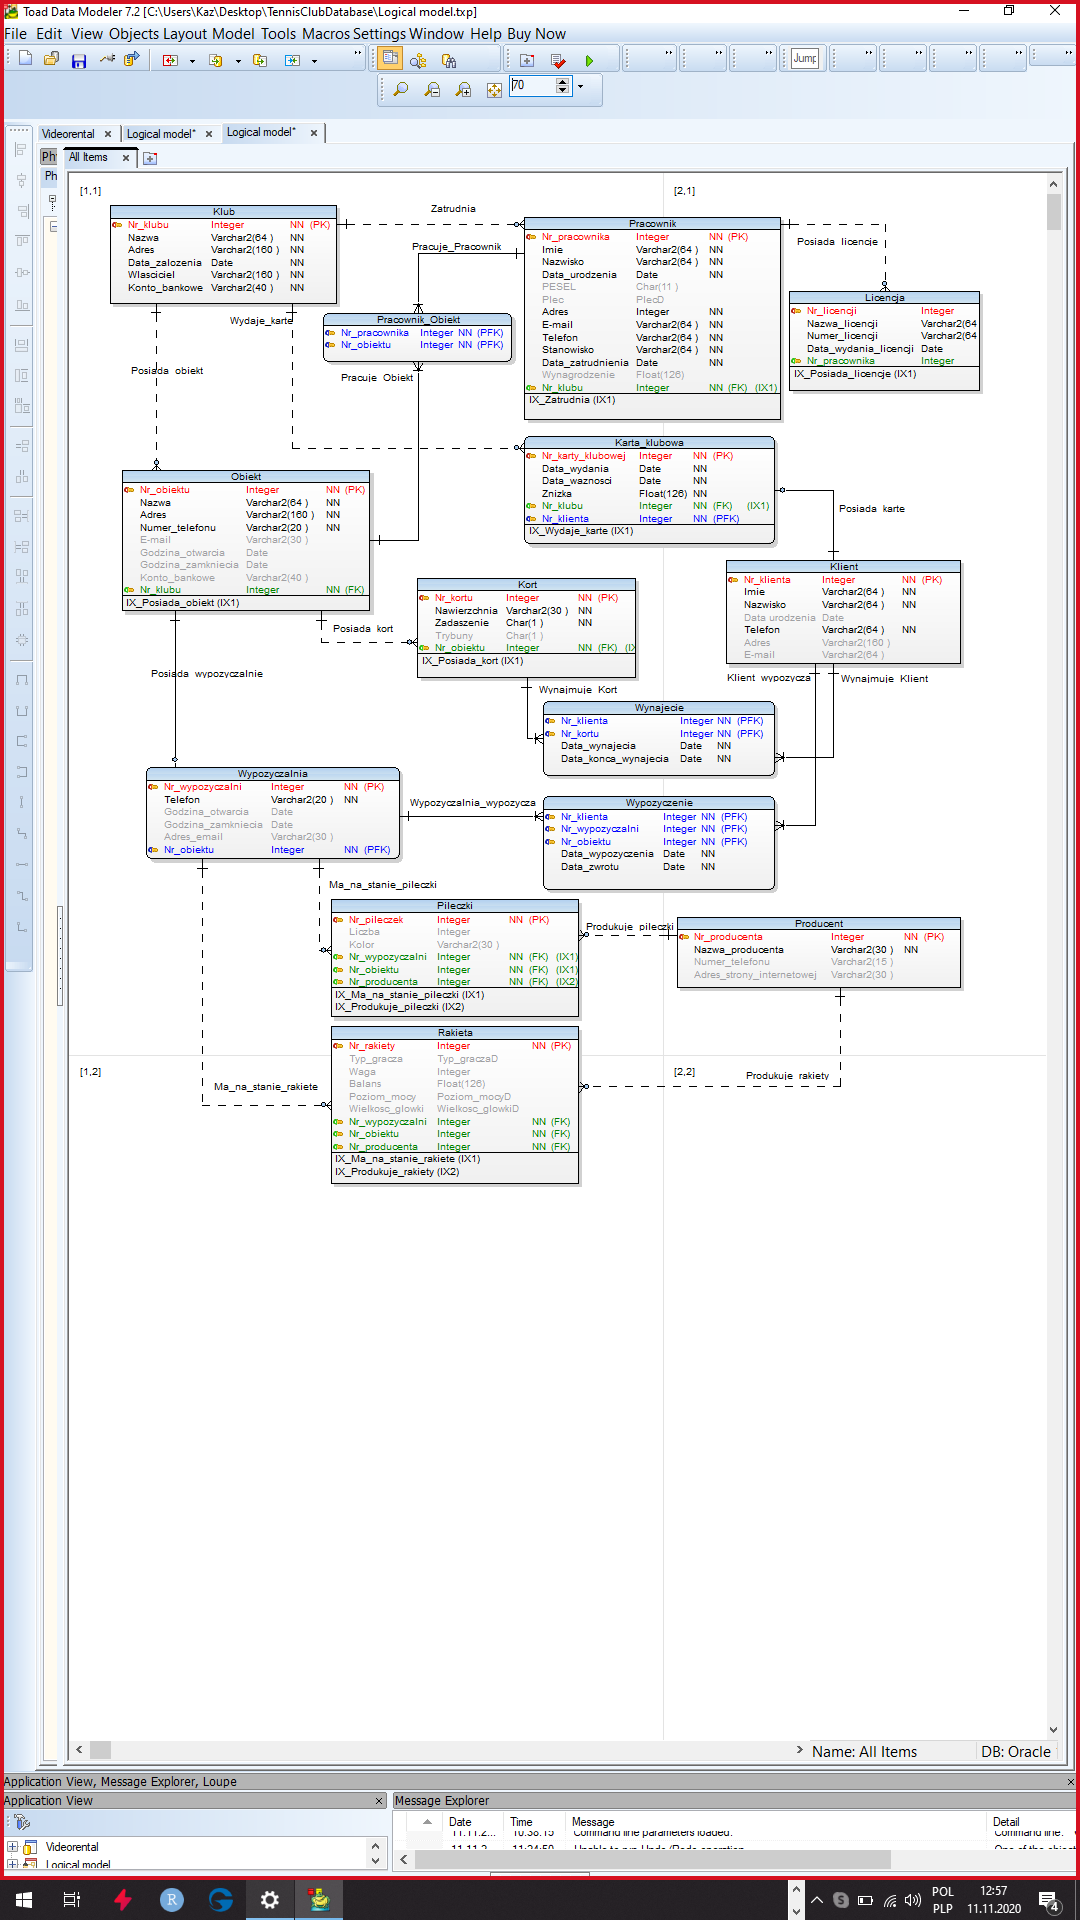 Toad Data Modeler 7.2 [C:\Users\Kaz\Desktop\TennisClubDatabase\Logical model.txp]
File Edit View Objects Layout Model Tools Macros Settings Window Help Buy Now
Jump
70
Videorental
Logical model*
Logical model*
Ph
All Items
Ph
[1,1]
[2,1]
Klub
Nr_klubu Integer NN (PK)
Nazwa Varchar2(64 ) NN
Adres Varchar2(160 ) NN
Data_zalozenia Date NN
Wlasciciel Varchar2(160 ) NN
Konto_bankowe Varchar2(40 ) NN
Zatrudnia
Pracownik
Nr_pracownika Integer NN (PK)
Imie Varchar2(64 ) NN
Nazwisko Varchar2(64 ) NN
Data_urodzenia Date NN
PESEL Char(11 )
Plec PlecD
Adres Integer NN
E-mail Varchar2(64 ) NN
Telefon Varchar2(64 ) NN
Stanowisko Varchar2(64 ) NN
Data_zatrudnienia Date NN
Wynagrodzenie Float(126)
Nr_klubu Integer NN (FK) (IX1)
IX_Zatrudnia (IX1)
Posiada licencje
Licencja
Nr_licencji Integer
Nazwa_licencji Varchar2(64
Numer_licencji Varchar2(64
Data_wydania_licencji Date
Nr_pracownika Integer
IX_Posiada_licencje (IX1)
Pracuje_Pracownik
Pracownik_Obiekt
Nr_pracownika Integer NN (PFK)
Nr_obiektu Integer NN (PFK)
Wydaje_karte
Posiada obiekt
Pracuje Obiekt
Karta_klubowa
Nr_karty_klubowej Integer NN (PK)
Data_wydania Date NN
Data_waznosci Date NN
Znizka Float(126) NN
Nr_klubu Integer NN (FK) (IX1)
Nr_klienta Integer NN (PFK)
IX_Wydaje_karte (IX1)
Posiada karte
Obiekt
Nr_obiektu Integer NN (PK)
Nazwa Varchar2(64 ) NN
Adres Varchar2(160 ) NN
Numer_telefonu Varchar2(20 ) NN
E-mail Varchar2(30 )
Godzina_otwarcia Date
Godzina_zamkniecia Date
Konto_bankowe Varchar2(40 )
Nr_klubu Integer NN (FK)
IX_Posiada_obiekt (IX1)
Klient
Nr_klienta Integer NN (PK)
Imie Varchar2(64 ) NN
Nazwisko Varchar2(64 ) NN
Data urodzenia Date
Telefon Varchar2(64 ) NN
Adres Varchar2(160 )
E-mail Varchar2(64 )
Kort
Nr_kortu Integer NN (PK)
Nawierzchnia Varchar2(30 ) NN
Zadaszenie Char(1 ) NN
Trybuny Char(1 )
Nr_obiektu Integer NN (FK) (IX
IX_Posiada_kort (IX1)
Posiada kort
Posiada wypozyczalnie
Wynajmuje Kort
Klient wypozycza
Wynajmuje Klient
Wynajecie
Nr_klienta Integer NN (PFK)
Nr_kortu Integer NN (PFK)
Data_wynajecia Date NN
Data_konca_wynajecia Date NN
Wypozyczalnia
Nr_wypozyczalni Integer NN (PK)
Telefon Varchar2(20 ) NN
Godzina_otwarcia Date
Godzina_zamkniecia Date
Adres_email Varchar2(30 )
Nr_obiektu Integer NN (PFK)
Wypozyczalnia_wypozycza
Wypozyczenie
Nr_klienta Integer NN (PFK)
Nr_wypozyczalni Integer NN (PFK)
Nr_obiektu Integer NN (PFK)
Data_wypozyczenia Date NN
Data_zwrotu Date NN
Ma_na_stanie_pileczki
Pileczki
Nr_pileczek Integer NN (PK)
Liczba Integer
Kolor Varchar2(30 )
Nr_wypozyczalni Integer NN (FK) (IX1)
Nr_obiektu Integer NN (FK) (IX1)
Nr_producenta Integer NN (FK) (IX2)
IX_Ma_na_stanie_pileczki (IX1)
IX_Produkuje_pileczki (IX2)
Produkuje pileczki
Producent
Nr_producenta Integer NN (PK)
Nazwa_producenta Varchar2(30 ) NN
Numer_telefonu Varchar2(15 )
Adres_strony_internetowej Varchar2(30 )
Rakieta
Nr_rakiety Integer NN (PK)
Typ_gracza Typ_graczaD
Waga Integer
Balans Float(126)
Poziom_mocy Poziom_mocyD
Wielkosc_glowki Wielkosc_glowkiD
Nr_wypozyczalni Integer NN (FK)
Nr_obiektu Integer NN (FK)
Nr_producenta Integer NN (FK)
IX_Ma_na_stanie_rakiete (IX1)
IX_Produkuje_rakiety (IX2)
[1,2]
[2,2]
Ma_na_stanie_rakiete
Produkuje rakiety
Name: All Items
DB: Oracle
Application View, Message Explorer, Loupe
Application View
Message Explorer
Date Time Message Detail
11.11.2... 10:38:15 Command line parameters loaded. Command line:
11.11.2
Videorental
Logical model
R
POL
PLP
12:57
11.11.2020
4